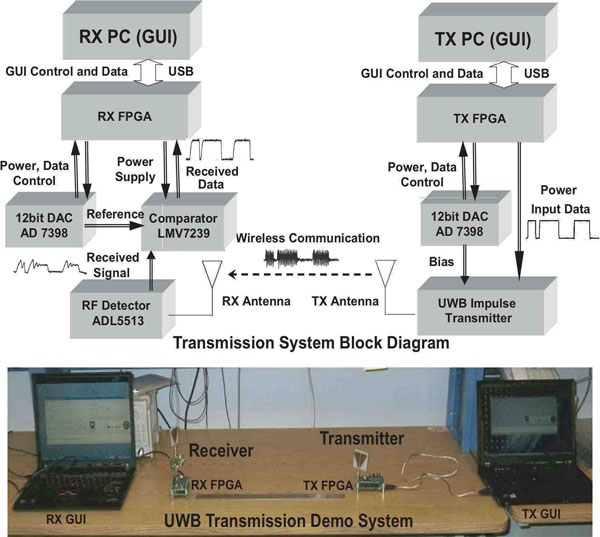 RX PC (GUI)
TX PC (GUI)
GUI Control and Data
USB
GUI Control and Data
USB
RX FPGA
TX FPGA
Power, Data
Control
Power
Supply
Received
Data
Power, Data
Control
Power
Input Data
12bit DAC
AD 7398
Reference
Comparator
LMV7239
12bit DAC
AD 7398
Wireless Communication
Received
Signal
Bias
RF Detector
ADL5513
RX Antenna
TX Antenna
UWB Impulse
Transmitter
Transmission System Block Diagram
Receiver
Transmitter
RX FPGA
TX FPGA
RX GUI
UWB Transmission Demo System
TX GUI